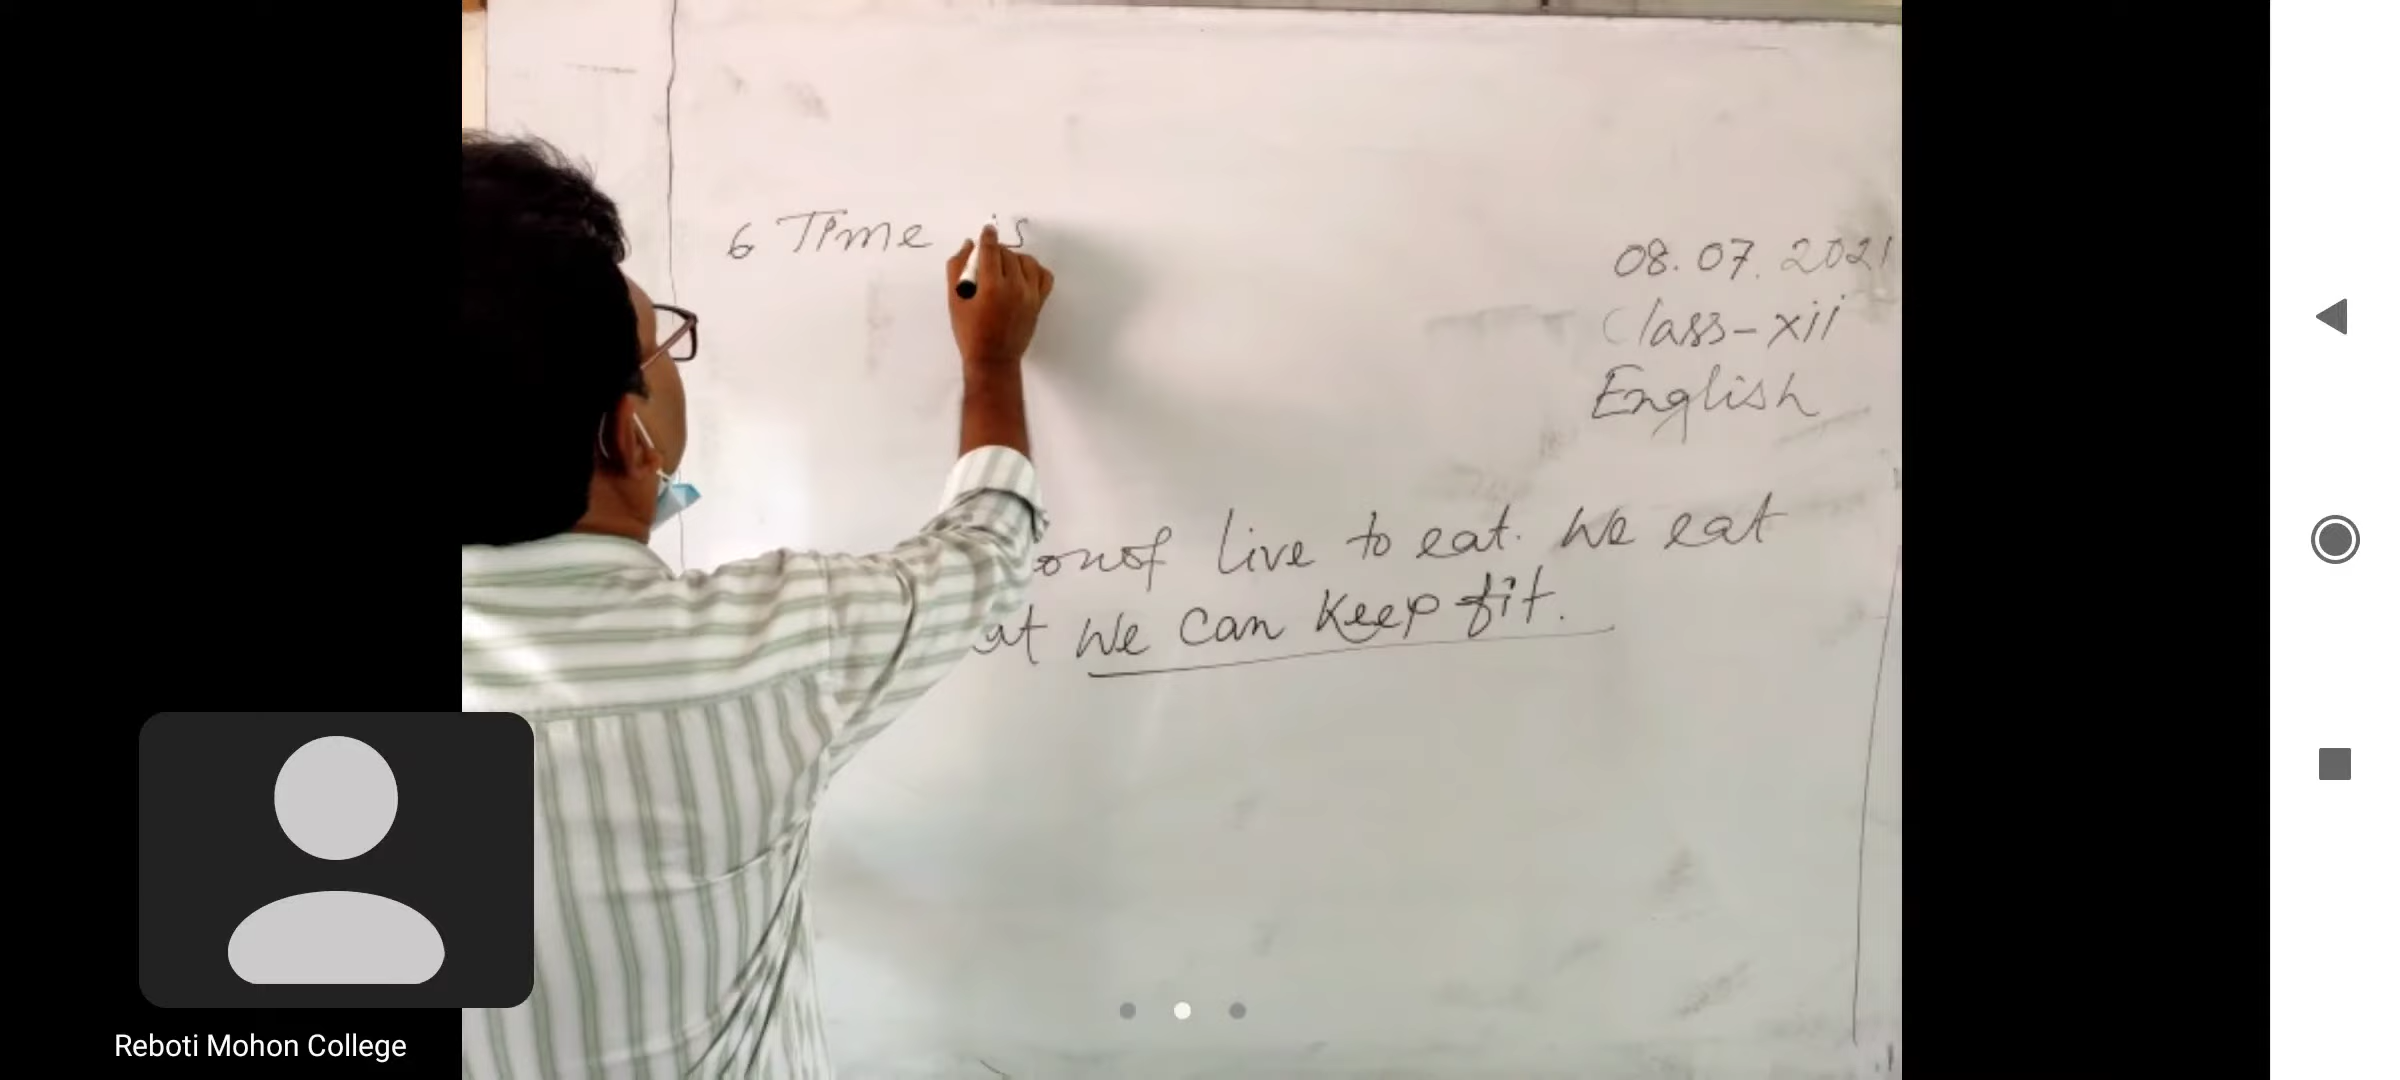 6 Time is
08.07.2021
Class-xii
English
live to eat. We eat
at we can keep fit.
Reboti Mohon College